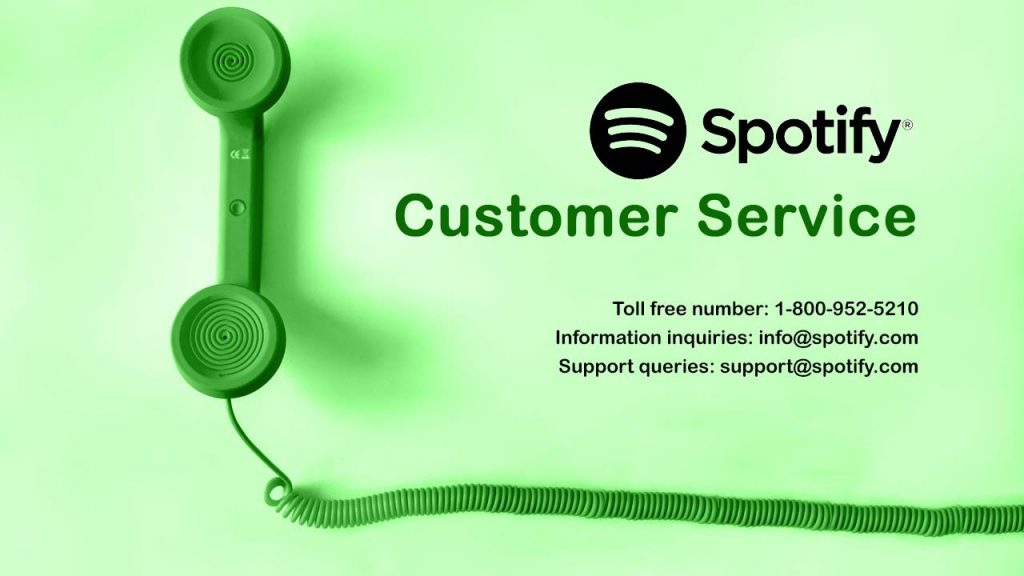 Spotify®
Customer Service
Toll free number: 1-800-952-5210
Information inquiries: info@spotify.com
Support queries: support@spotify.com
CE